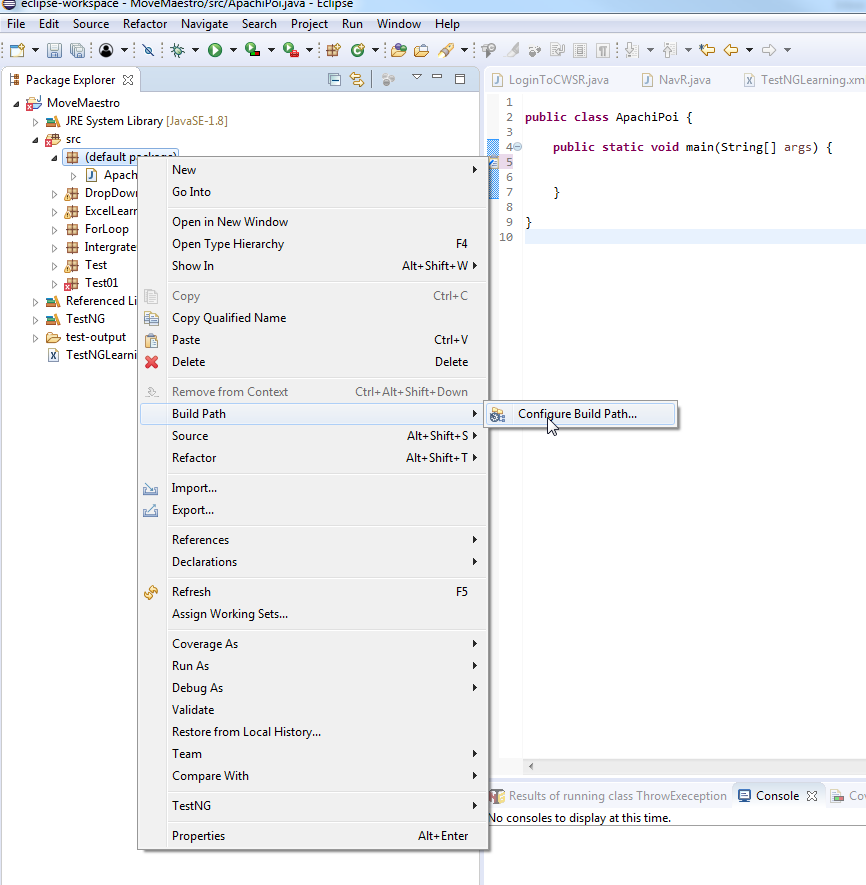 eclipse-workspace - MoveMaestro/src/ApachiPoi.java - Eclipse
File Edit Source Refactor Navigate Search Project Run Window Help
Package Explorer
LoginToCWSR.java NavR.java TestNGLearning.xm
MoveMaestro
JRE System Library [JavaSE-1.8]
src
(default package)
Apach
DropDown
ExcelLearn
ForLoop
Intergrate
Test
Test01
Referenced Li
TestNG
test-output
TestNGLearni
New
Go Into
Open in New Window
Open Type Hierarchy F4
Show In Alt+Shift+W
Copy Ctrl+C
Copy Qualified Name
Paste Ctrl+V
Delete Delete
Remove from Context Ctrl+Alt+Shift+Down
Build Path
Source Alt+Shift+S
Refactor Alt+Shift+T
Import...
Export...
References
Declarations
Refresh F5
Assign Working Sets...
Coverage As
Run As
Debug As
Validate
Restore from Local History...
Team
Compare With
TestNG
Properties Alt+Enter
Configure Build Path...
1
2 public class ApachiPoi {
3
4 public static void main(String[] args) {
5
6
7 }
8
9 }
10
Results of running class ThrowExeception Console Co
No consoles to display at this time.